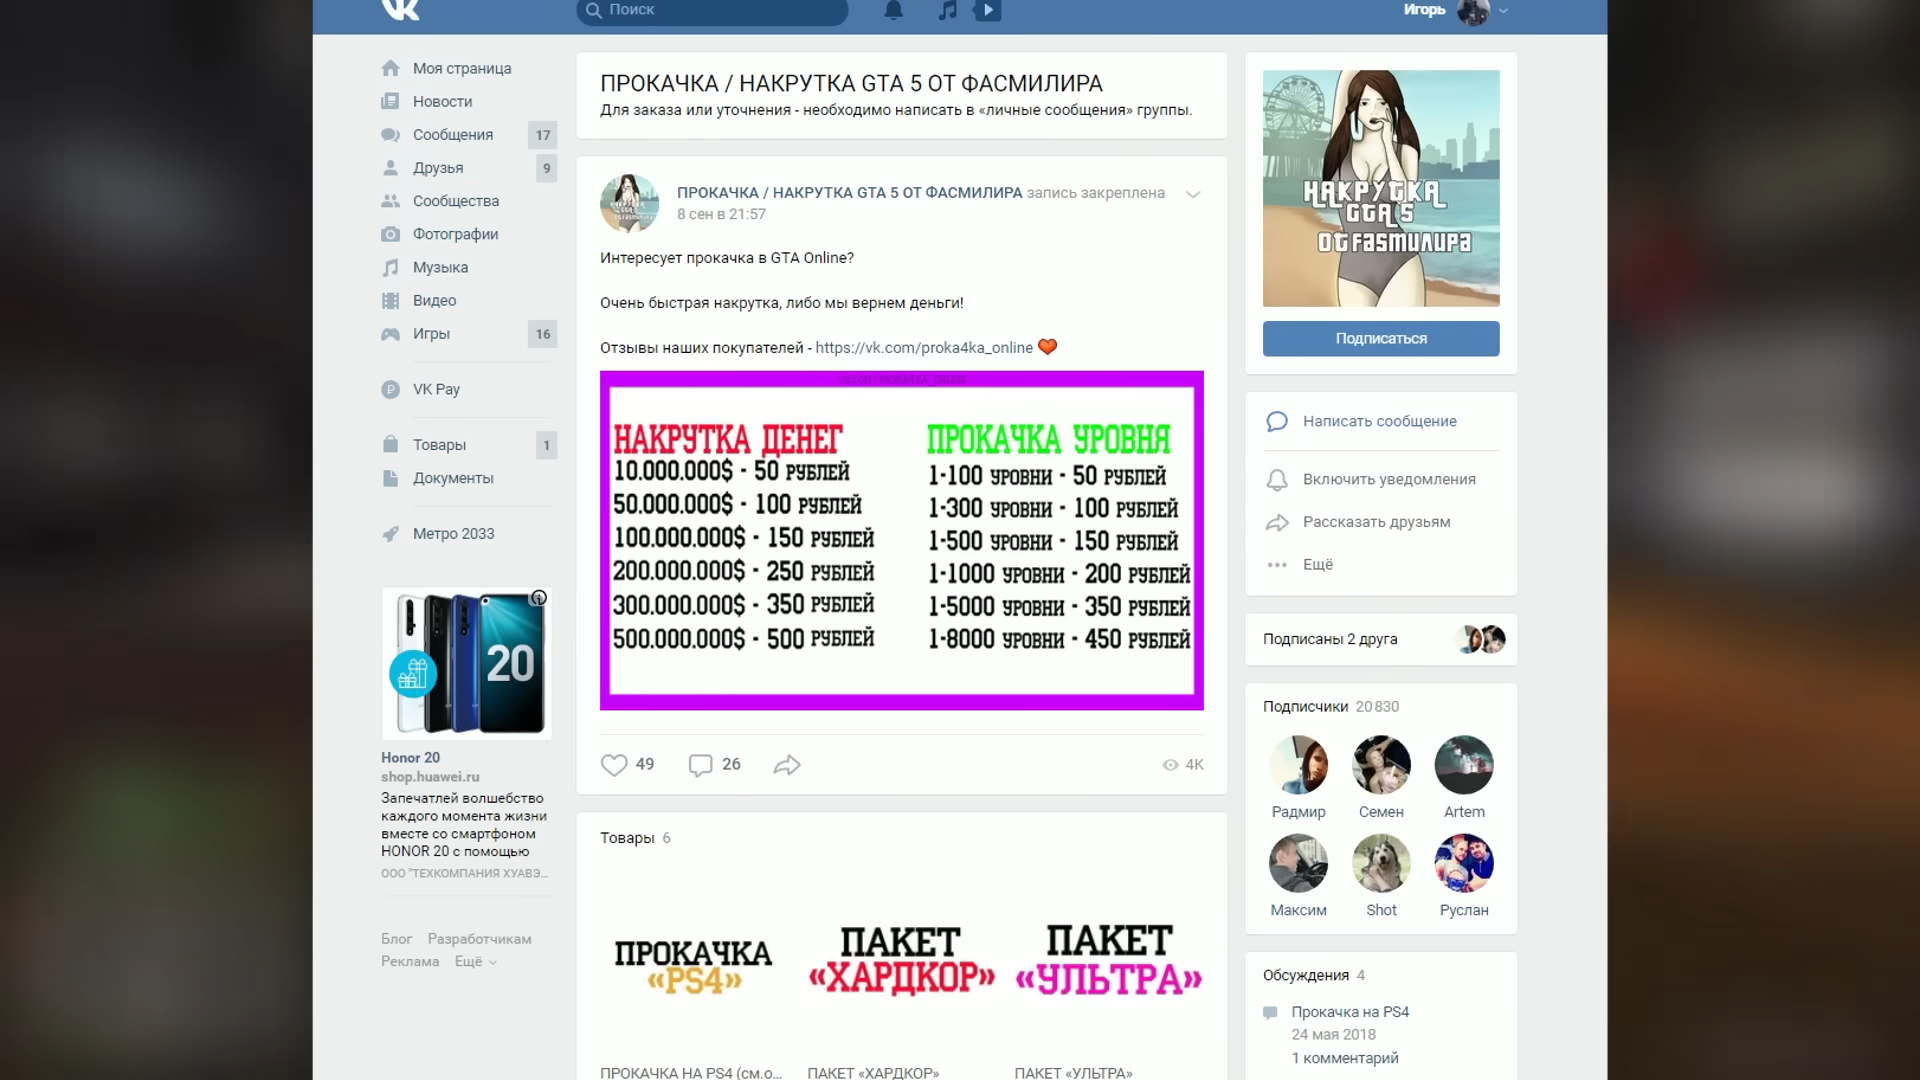 Поиск
Игорь
Моя страница
Новости
Сообщения 17
Друзья 9
Сообщества
Фотографии
Музыка
Видео
Игры 16
VK Pay
Товары 1
Документы
Метро 2033
20
Honor 20
shop.huawei.ru
Запечатлей волшебство
каждого момента жизни
вместе со смартфоном
HONOR 20 с помощью
ООО "ТЕХКОМПАНИЯ ХУАВЭ...
Блог Разработчикам
Реклама Ещё
ПРОКАЧКА / НАКРУТКА GTA 5 ОТ ФАСМИЛИРА
Для заказа или уточнения - необходимо написать в «личные сообщения» группы.
ПРОКАЧКА / НАКРУТКА GTA 5 ОТ ФАСМИЛИРА запись закреплена
8 сен в 21:57
Интересует прокачка в GTA Online?
Очень быстрая накрутка, либо мы вернем деньги!
Отзывы наших покупателей - https://vk.com/proka4ka_online
НАКРУТКА ДЕНЕГ
10.000.000$ - 50 РУБЛЕЙ
50.000.000$ - 100 РУБЛЕЙ
100.000.000$ - 150 РУБЛЕЙ
200.000.000$ - 250 РУБЛЕЙ
300.000.000$ - 350 РУБЛЕЙ
500.000.000$ - 500 РУБЛЕЙ
ПРОКАЧКА УРОВНЯ
1-100 УРОВНИ - 50 РУБЛЕЙ
1-300 УРОВНИ - 100 РУБЛЕЙ
1-500 УРОВНИ - 150 РУБЛЕЙ
1-1000 УРОВНИ - 200 РУБЛЕЙ
1-5000 УРОВНИ - 350 РУБЛЕЙ
1-8000 УРОВНИ - 450 РУБЛЕЙ
49 26 4K
Товары 6
ПРОКАЧКА
«PS4»
ПАКЕТ
«ХАРДКОР»
ПАКЕТ
«УЛЬТРА»
ПРОКАЧКА НА PS4 (см.о... ПАКЕТ «ХАРДКОР» ПАКЕТ «УЛЬТРА»
НАКРУТКА
GTA 5
ОТ FASМИЛИРА
Подписаться
Написать сообщение
Включить уведомления
Рассказать друзьям
Ещё
Подписаны 2 друга
Подписчики 20 830
Радмир Семен Artem
Максим Shot Руслан
Обсуждения 4
Прокачка на PS4
24 мая 2018
1 комментарий